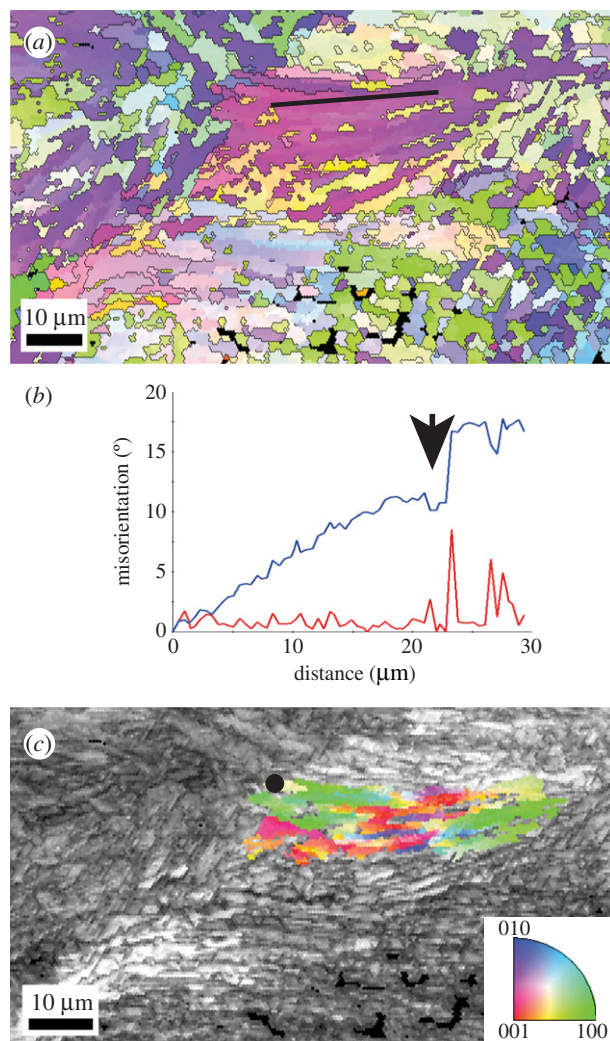 (a)
10 μm
(b)
20
15
10
5
0
misorientation (º)
0 10 20 30
distance (μm)
(c)
10 μm
010
001 100